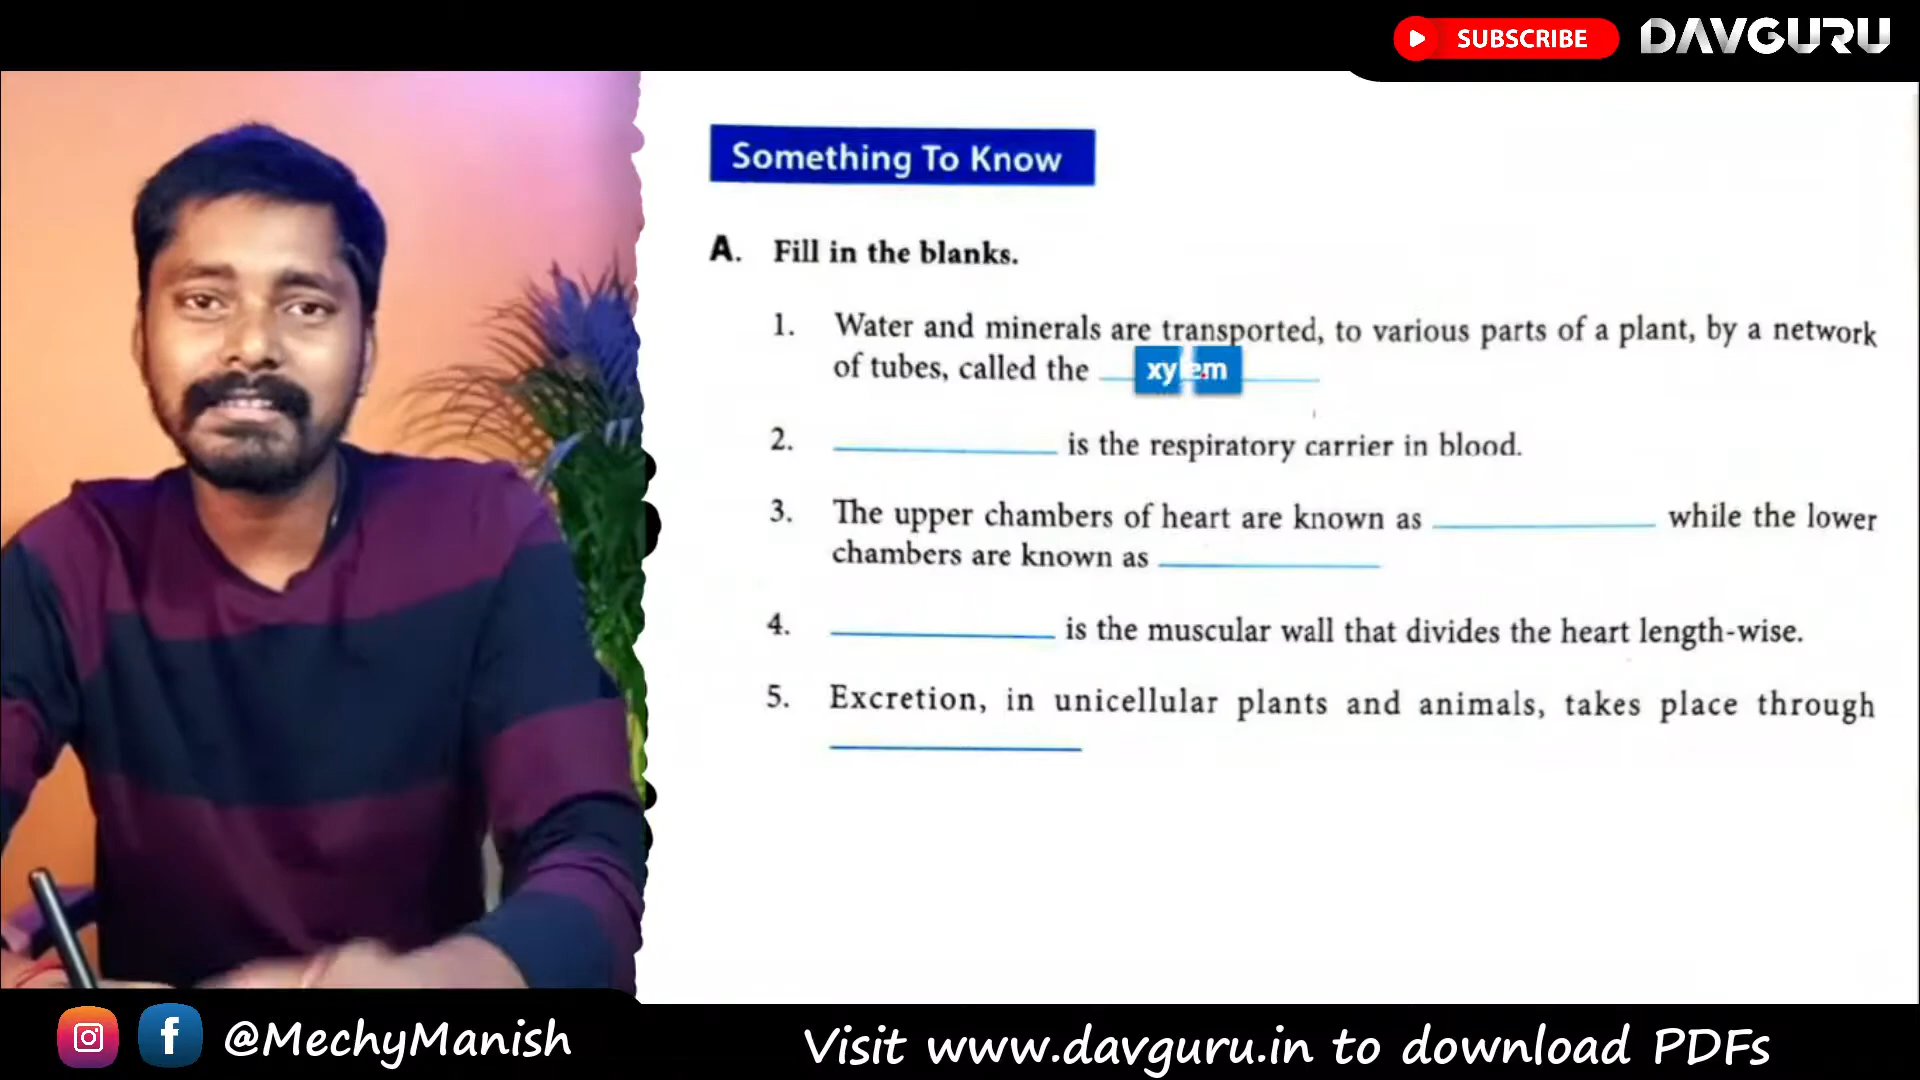 SUBSCRIBE DAVGURU
Something To Know
A. Fill in the blanks.
1. Water and minerals are transported, to various parts of a plant, by a network
of tubes, called the xylem
2. is the respiratory carrier in blood.
3. The upper chambers of heart are known as while the lower
chambers are known as
4. is the muscular wall that divides the heart length-wise.
5. Excretion, in unicellular plants and animals, takes place through
@MechyManish
Visit www.davguru.in to download PDFs